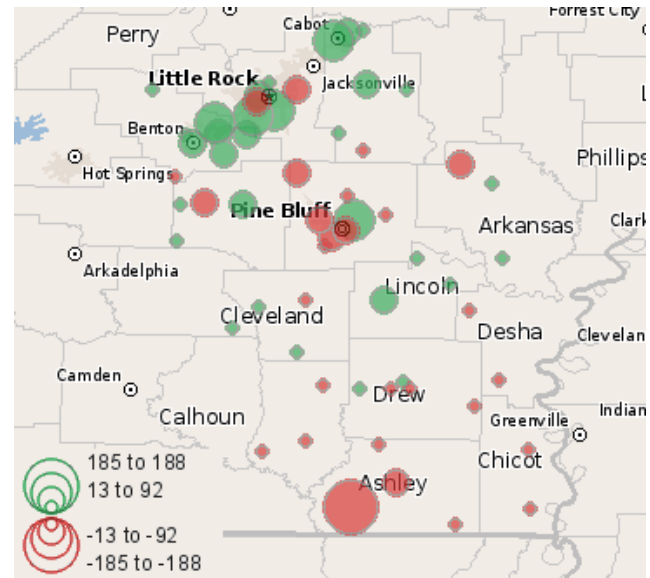 Forrest City
Cabot
Perry
Little Rock
Jacksonville
L
Benton
Phillips
Hot Springs
Pine Bluff
Clark
Arkansas
Arkadelphia
Lincoln
Cleveland
Desha
Clevelan
Camden
Drew
Calhoun
Indian
Greenville
185 to 188
Chicot
13 to 92
Ashley
-13 to -92
-185 to -188